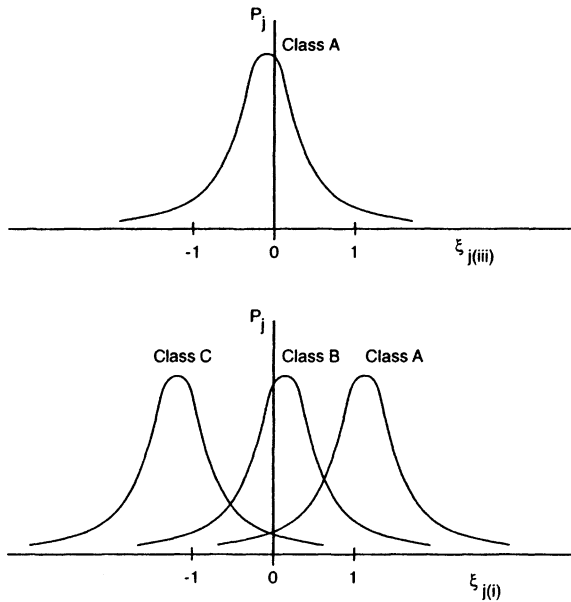 P j
Class A
-1 0 1 ξ j(iii)
P j
Class C Class B Class A
-1 0 1 ξ j(i)